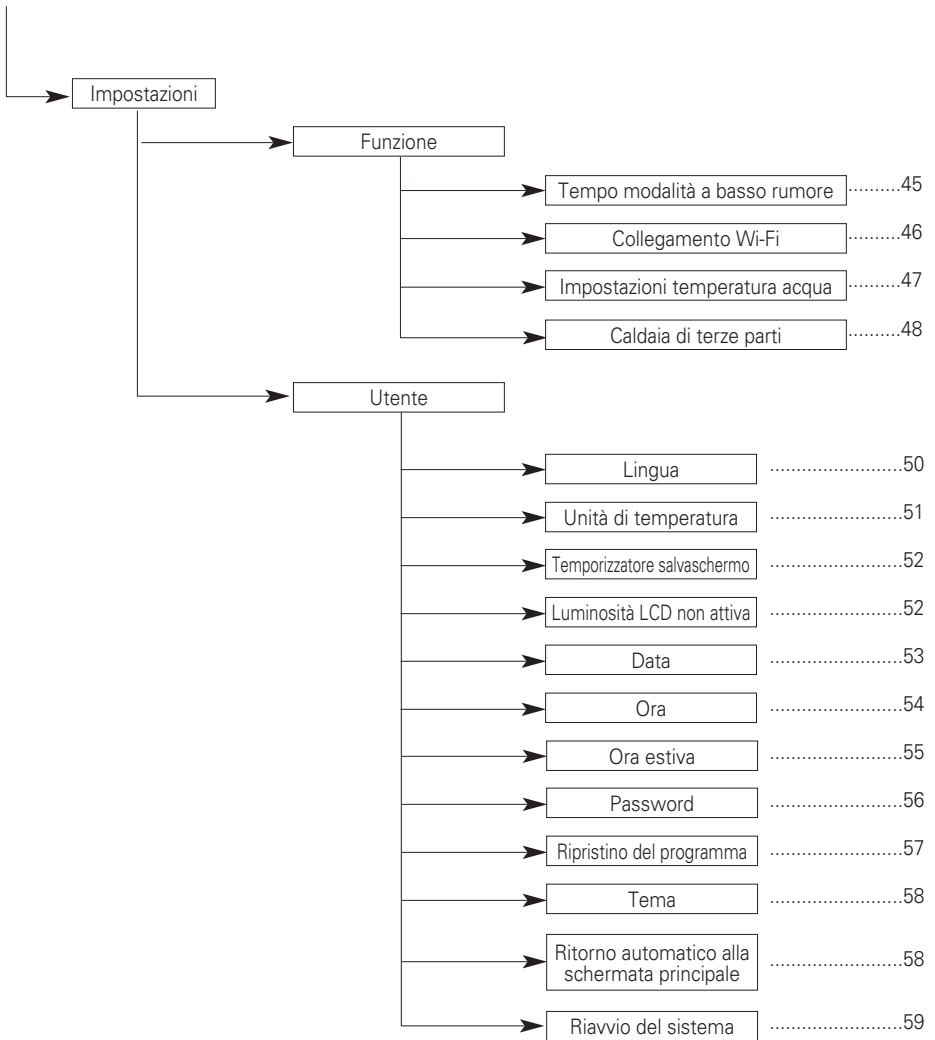 Impostazioni
Funzione
Tempo modalità a basso rumore ..........45
Collegamento Wi-Fi ..........46
Impostazioni temperatura acqua ..........47
Caldaia di terze parti ..........48
Utente
Lingua ........................50
Unità di temperatura ........................51
Temporizzatore salvaschermo ........................52
Luminosità LCD non attiva ........................52
Data ........................53
Ora ........................54
Ora estiva ........................55
Password ........................56
Ripristino del programma ........................57
Tema ........................58
Ritorno automatico alla
schermata principale ........................58
Riavvio del sistema ........................59